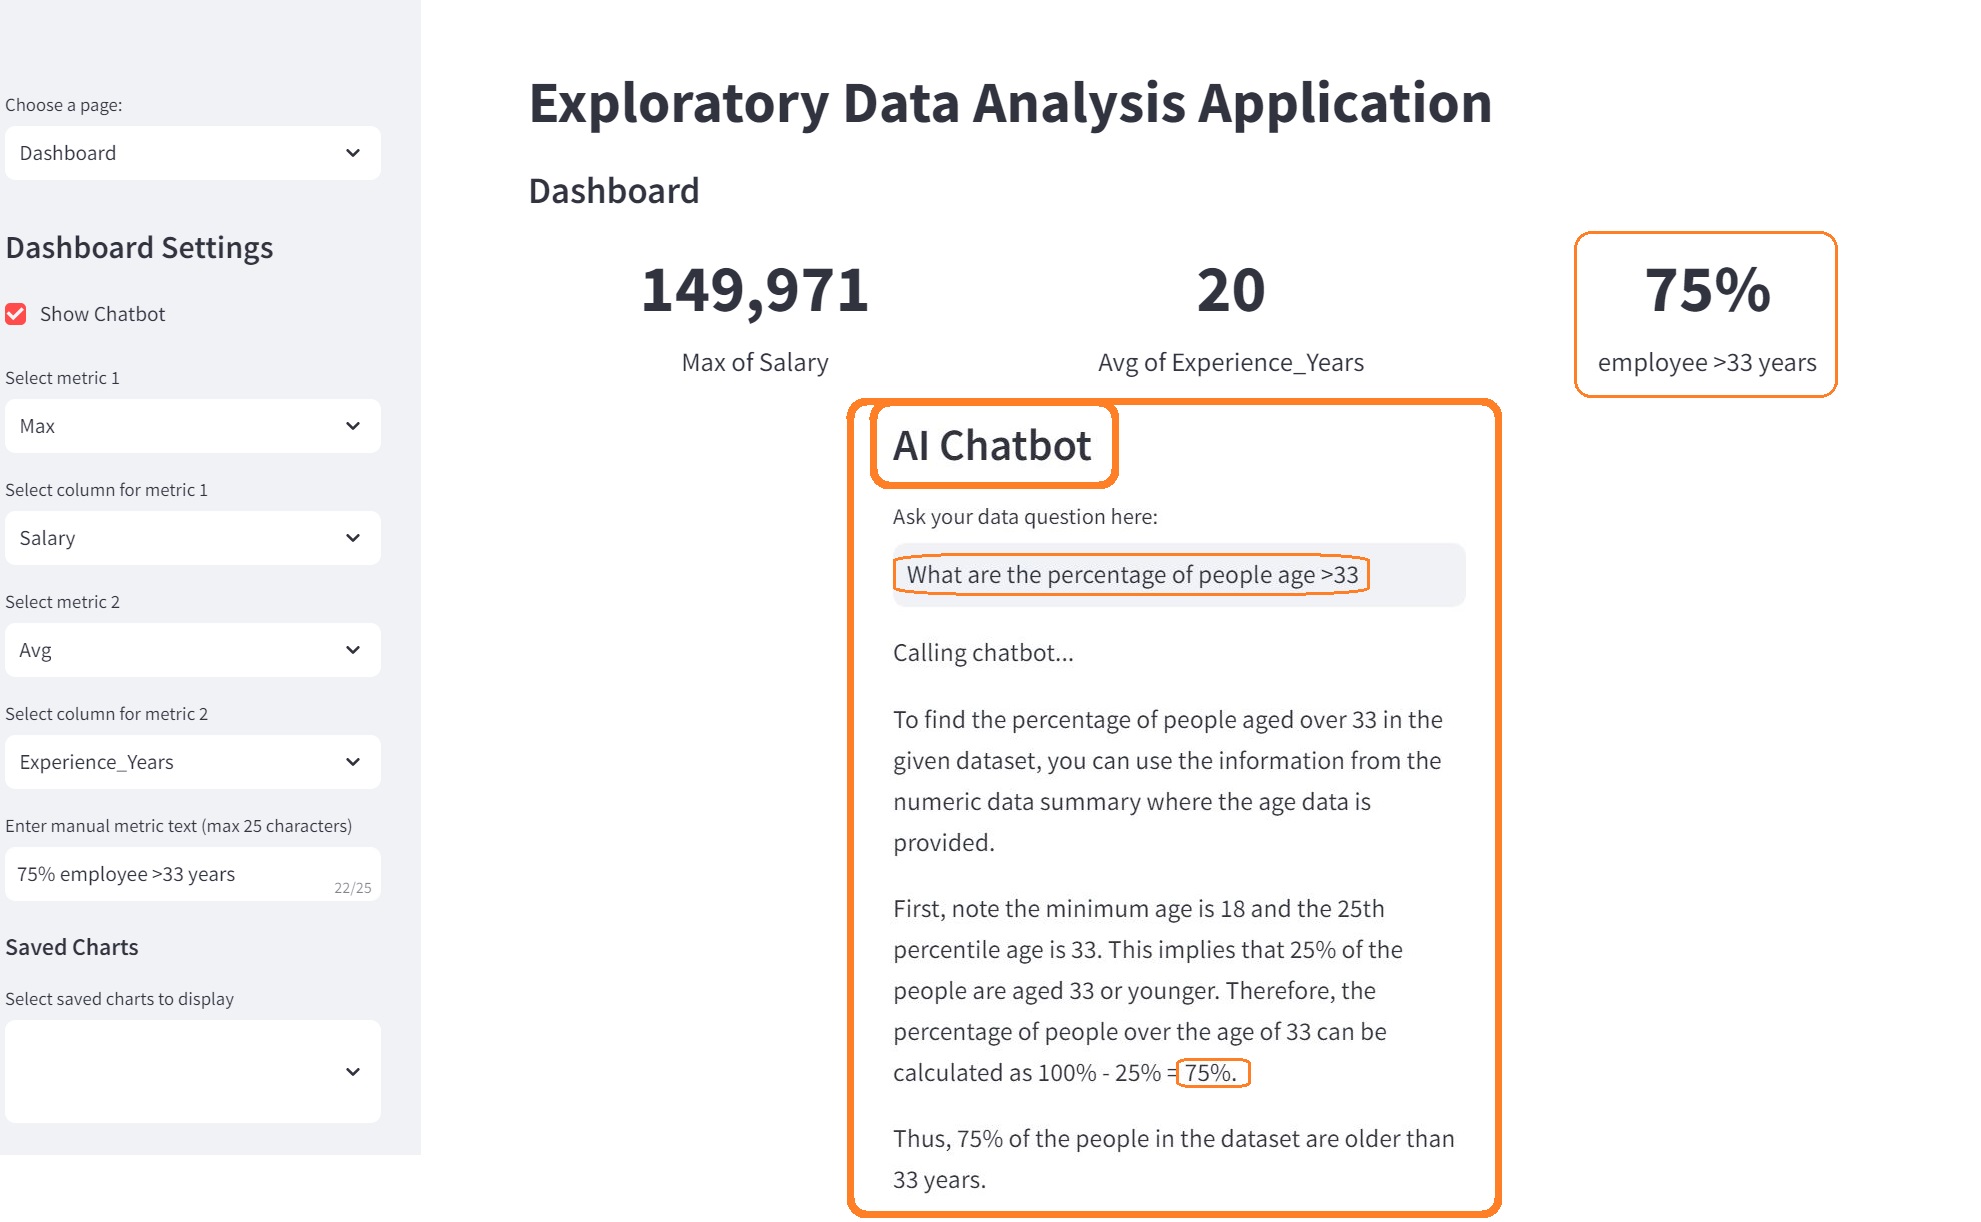 Choose a page:
Dashboard
Dashboard Settings
Show Chatbot
Select metric 1
Max
Select column for metric 1
Salary
Select metric 2
Avg
Select column for metric 2
Experience_Years
Enter manual metric text (max 25 characters)
75% employee >33 years
22/25
Saved Charts
Select saved charts to display
Exploratory Data Analysis Application
Dashboard
149,971
Max of Salary
20
Avg of Experience_Years
75%
employee >33 years
AI Chatbot
Ask your data question here:
What are the percentage of people age >33
Calling chatbot...
To find the percentage of people aged over 33 in the
given dataset, you can use the information from the
numeric data summary where the age data is
provided.
First, note the minimum age is 18 and the 25th
percentile age is 33. This implies that 25% of the
people are aged 33 or younger. Therefore, the
percentage of people over the age of 33 can be
calculated as 100% - 25% = 75%.
Thus, 75% of the people in the dataset are older than
33 years.